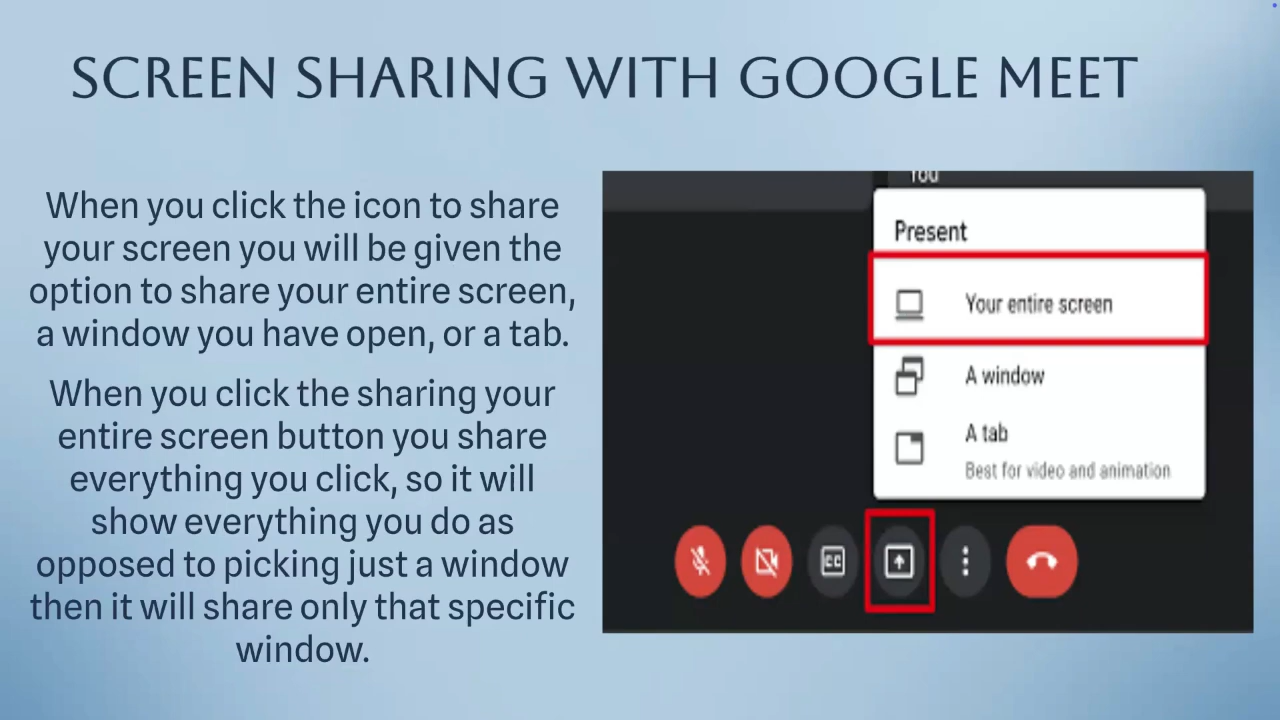 SCREEN SHARING WITH GOOGLE MEET
When you click the icon to share
your screen you will be given the
option to share your entire screen,
a window you have open, or a tab.
When you click the sharing your
entire screen button you share
everything you click, so it will
show everything you do as
opposed to picking just a window
then it will share only that specific
window.
You
Present
Your entire screen
A window
A tab
Best for video and animation
CC